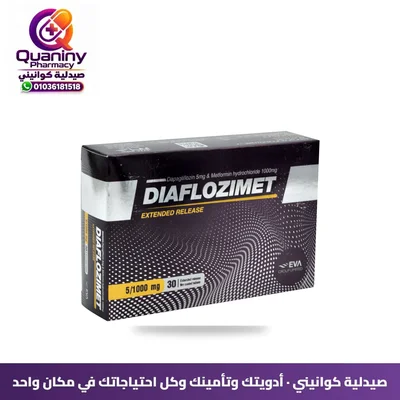 Quaniny
Pharmacy
صيدلية كوانيني
01036181518
Dapagliflozin 5mg & Metformin hydrochloride 1000mg
DIAFLOZIMET
EXTENDED RELEASE
DIAFLOZIMET
5/1000 mg
30
EVA
صيدلية كوانيني - أدويتك وتأمينك وكل احتياجاتك في مكان واحد